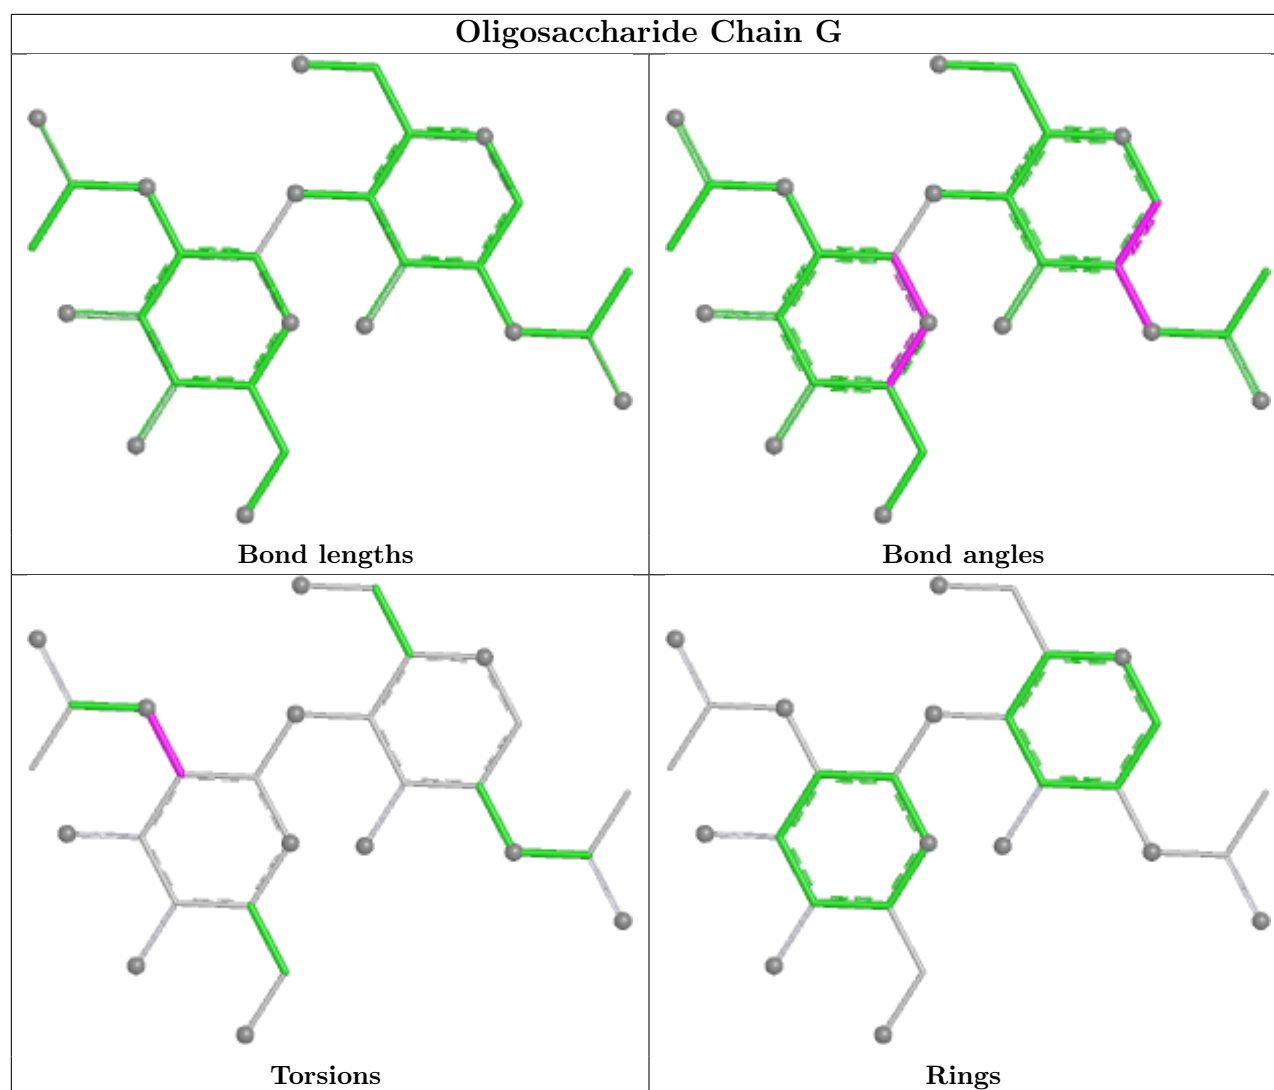 Oligosaccharide Chain G
Bond lengths
Bond angles
Torsions
Rings